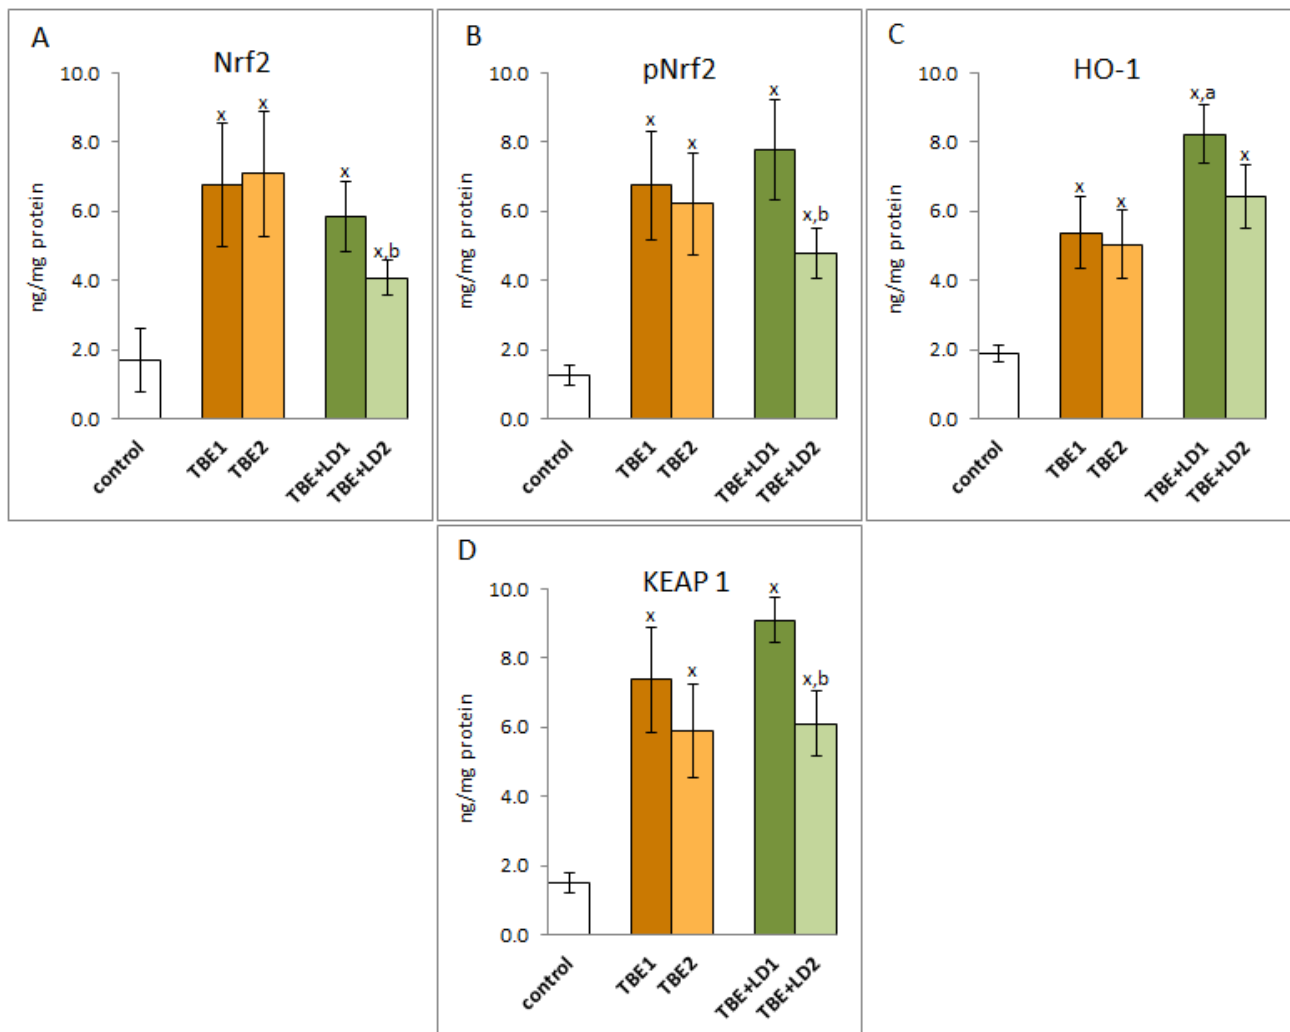 A
Nrf2
10.0
8.0
6.0
4.0
2.0
0.0
ng/mg protein
x
x
x
x,b
control
TBE1
TBE2
TBE+LD1
TBE+LD2
B
pNrf2
10.0
8.0
6.0
4.0
2.0
0.0
mg/mg protein
x
x
x
x,b
control
TBE1
TBE2
TBE+LD1
TBE+LD2
C
HO-1
10.0
8.0
6.0
4.0
2.0
0.0
ng/mg protein
x
x
x,a
x
control
TBE1
TBE2
TBE+LD1
TBE+LD2
D
KEAP 1
10.0
8.0
6.0
4.0
2.0
0.0
ng/mg protein
x
x
x
x,b
control
TBE1
TBE2
TBE+LD1
TBE+LD2